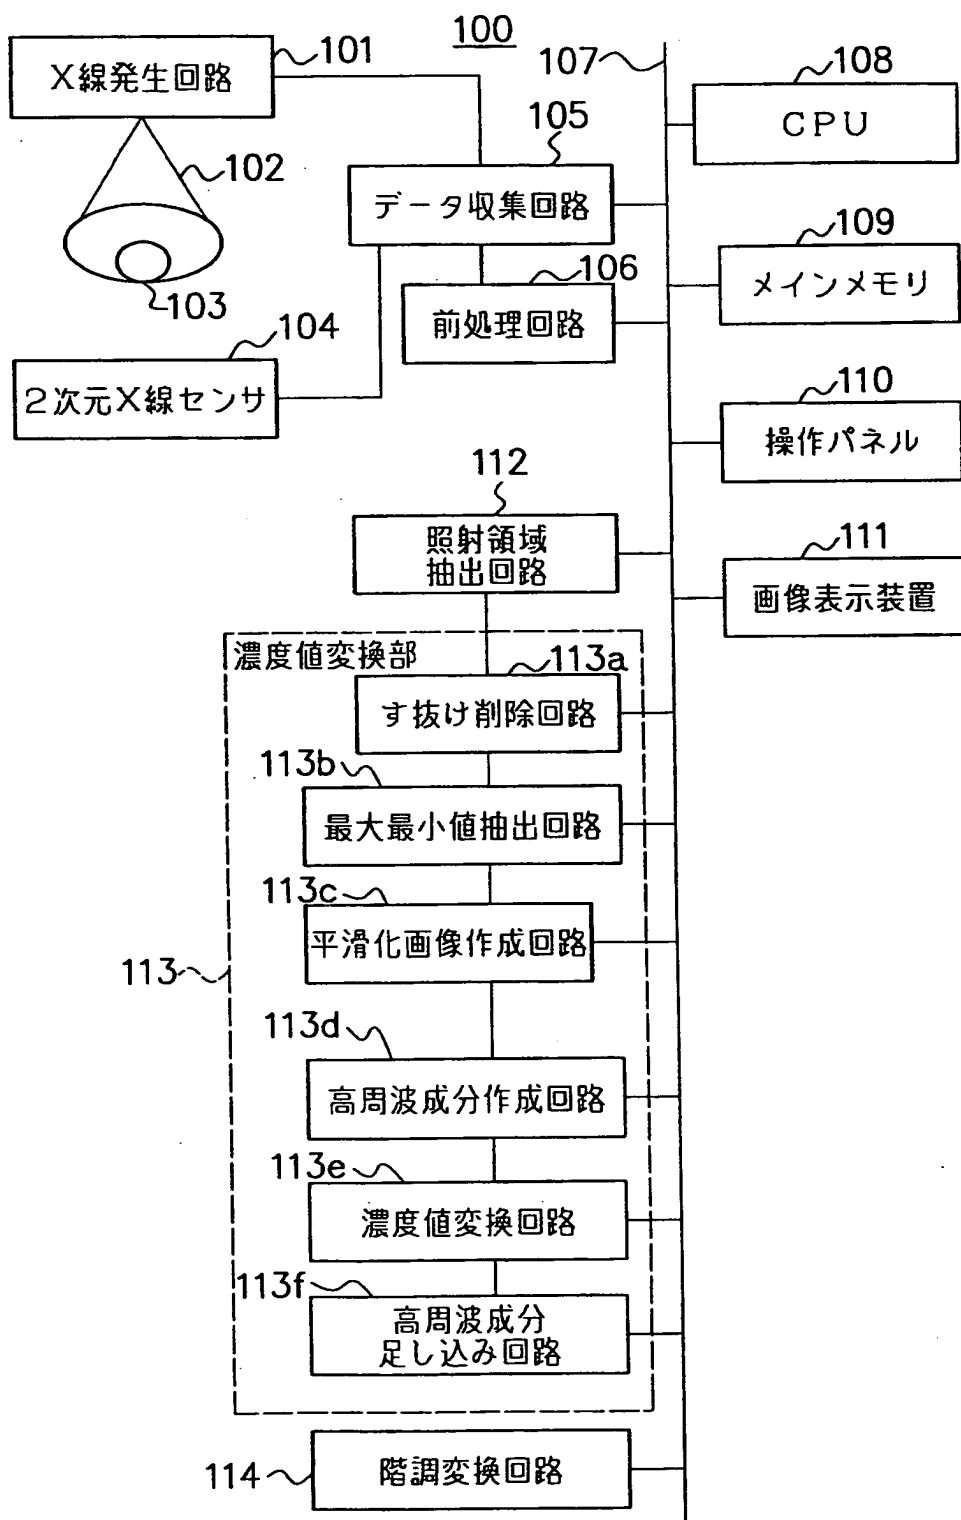 100
101
X線発生回路
102
103
104
2次元X線センサ
105
データ収集回路
106
前処理回路
107
108
CPU
109
メインメモリ
110
操作パネル
111
画像表示装置
112
照射領域
抽出回路
濃度値変換部
113
113a
す抜け削除回路
113b
最大最小値抽出回路
113c
平滑化画像作成回路
113d
高周波成分作成回路
113e
濃度値変換回路
113f
高周波成分
足し込み回路
114
階調変換回路